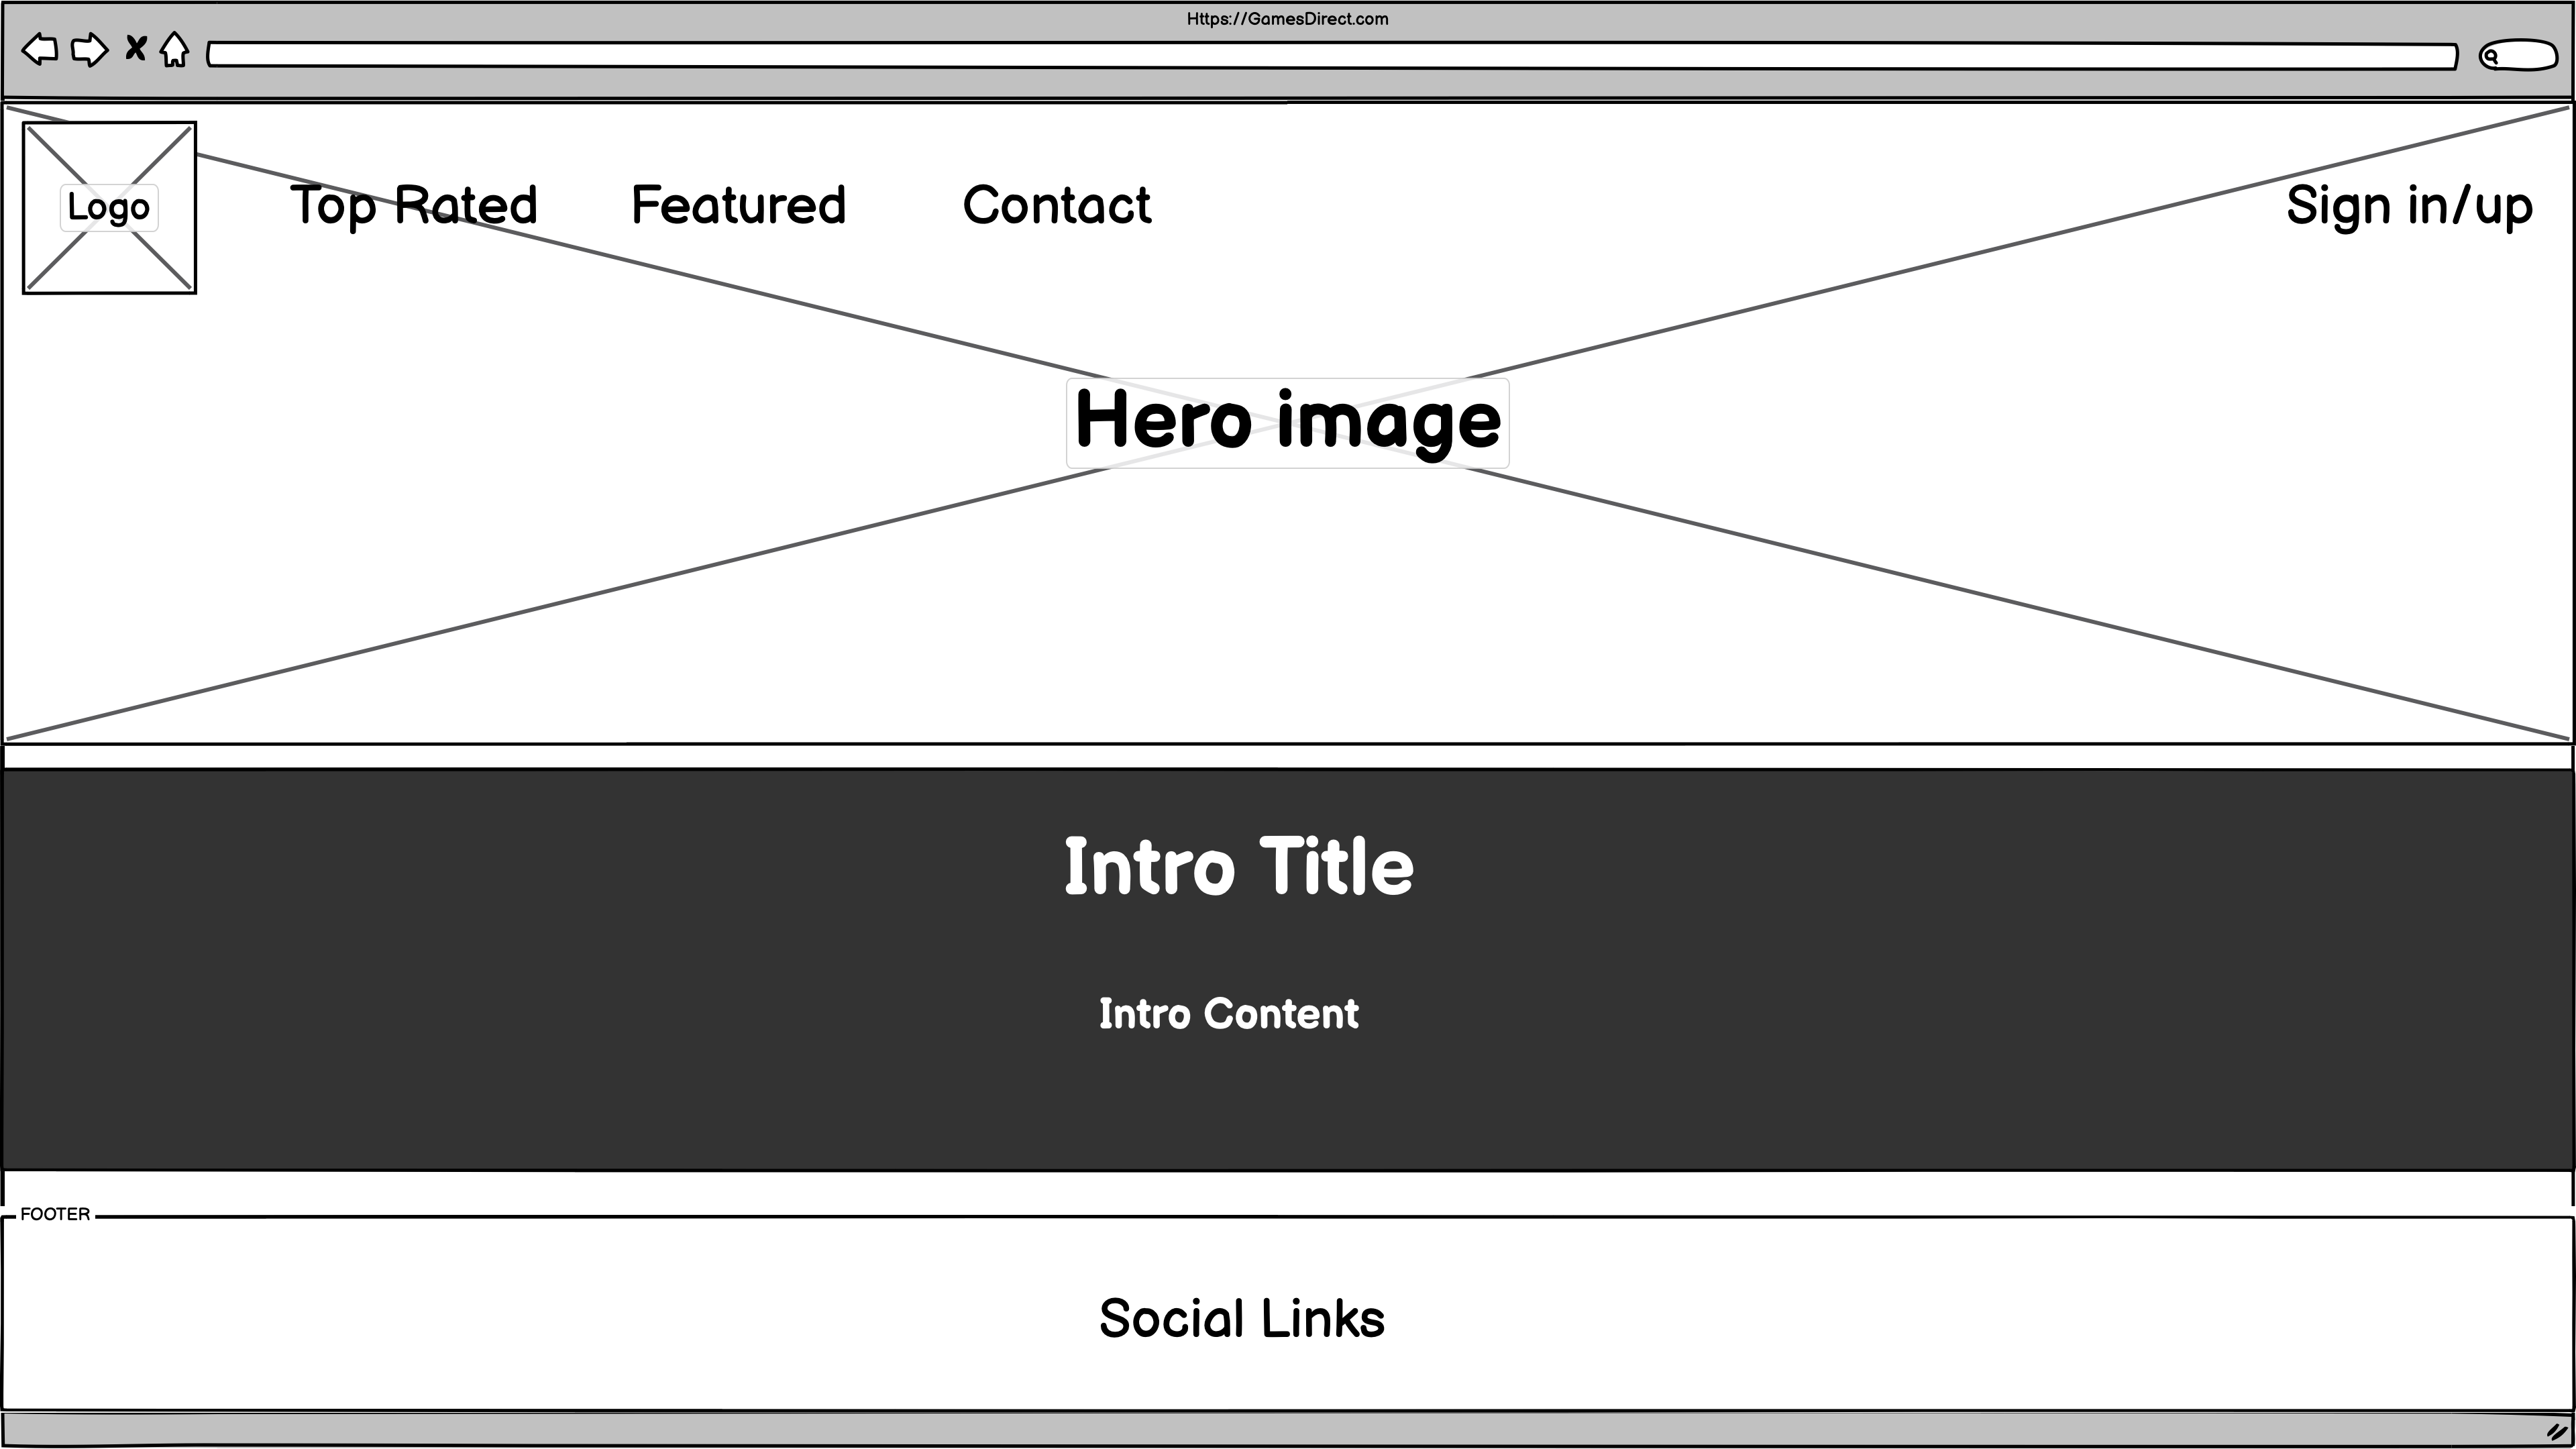 Https://GamesDirect.com
Logo
Top Rated
Featured
Contact
Sign in/up
Hero image
Intro Title
Intro Content
FOOTER
Social Links